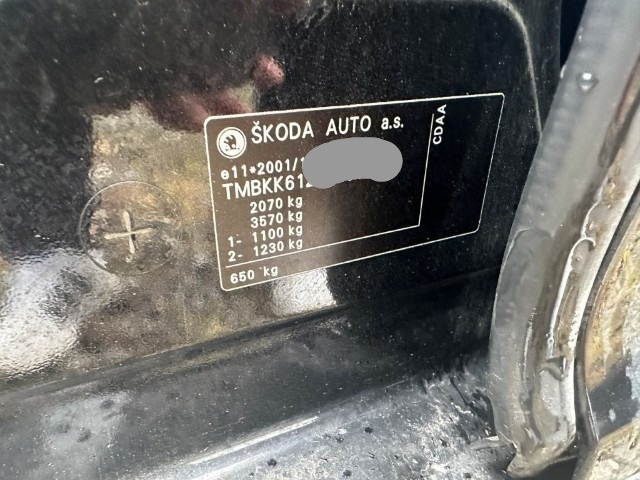 ŠKODA AUTO a.s.
e11*2001/1
TMBKK61
2070 kg
3570 kg
1- 1100 kg
2- 1230 kg
650 kg
CDAA